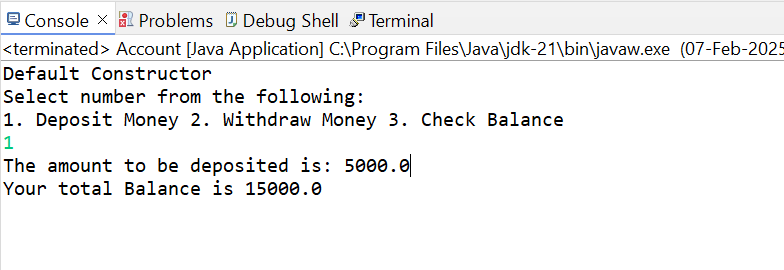 Console Problems Debug Shell Terminal
<terminated> Account [Java Application] C:\Program Files\Java\jdk-21\bin\javaw.exe (07-Feb-2025
Default Constructor
Select number from the following:
1. Deposit Money 2. Withdraw Money 3. Check Balance
1
The amount to be deposited is: 5000.0
Your total Balance is 15000.0